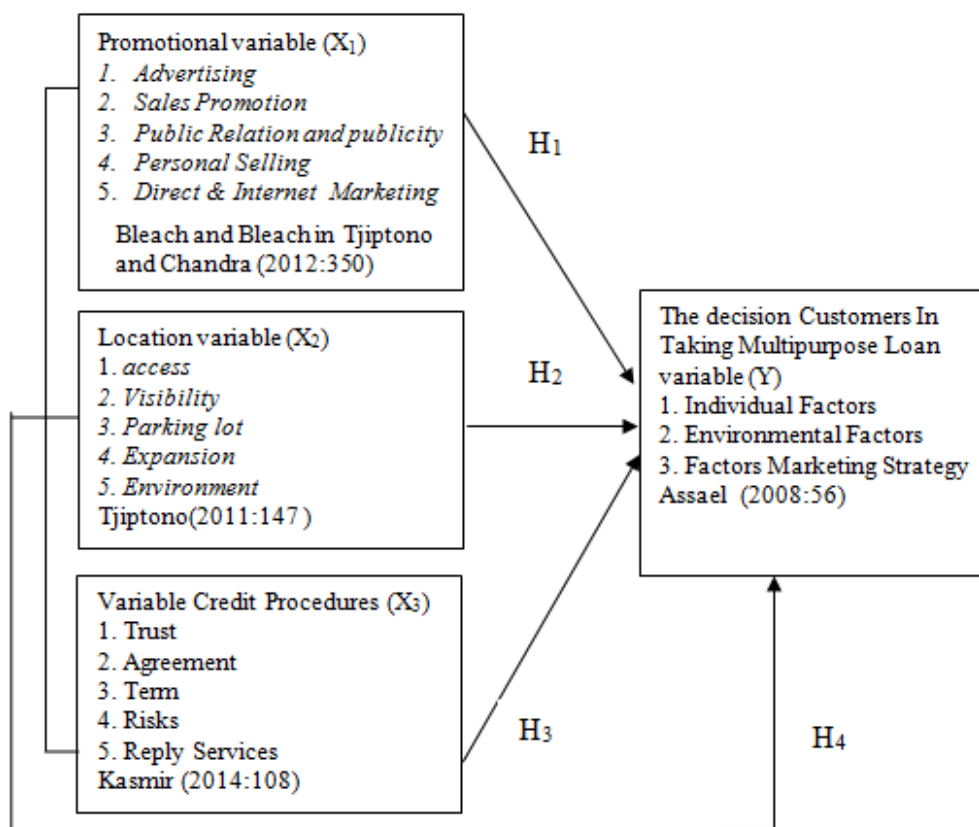 Promotional variable (X₁)
1. Advertising
2. Sales Promotion
3. Public Relation and publicity
4. Personal Selling
5. Direct & Internet Marketing
Bleach and Bleach in Tjiptono
and Chandra (2012:350)
H₁
Location variable (X₂)
1. access
2. Visibility
3. Parking lot
4. Expansion
5. Environment
Tjiptono(2011:147 )
H₂
The decision Customers In
Taking Multipurpose Loan
variable (Y)
1. Individual Factors
2. Environmental Factors
3. Factors Marketing Strategy
Assael (2008:56)
Variable Credit Procedures (X₃)
1. Trust
2. Agreement
3. Term
4. Risks
5. Reply Services
Kasmir (2014:108)
H₃
H₄